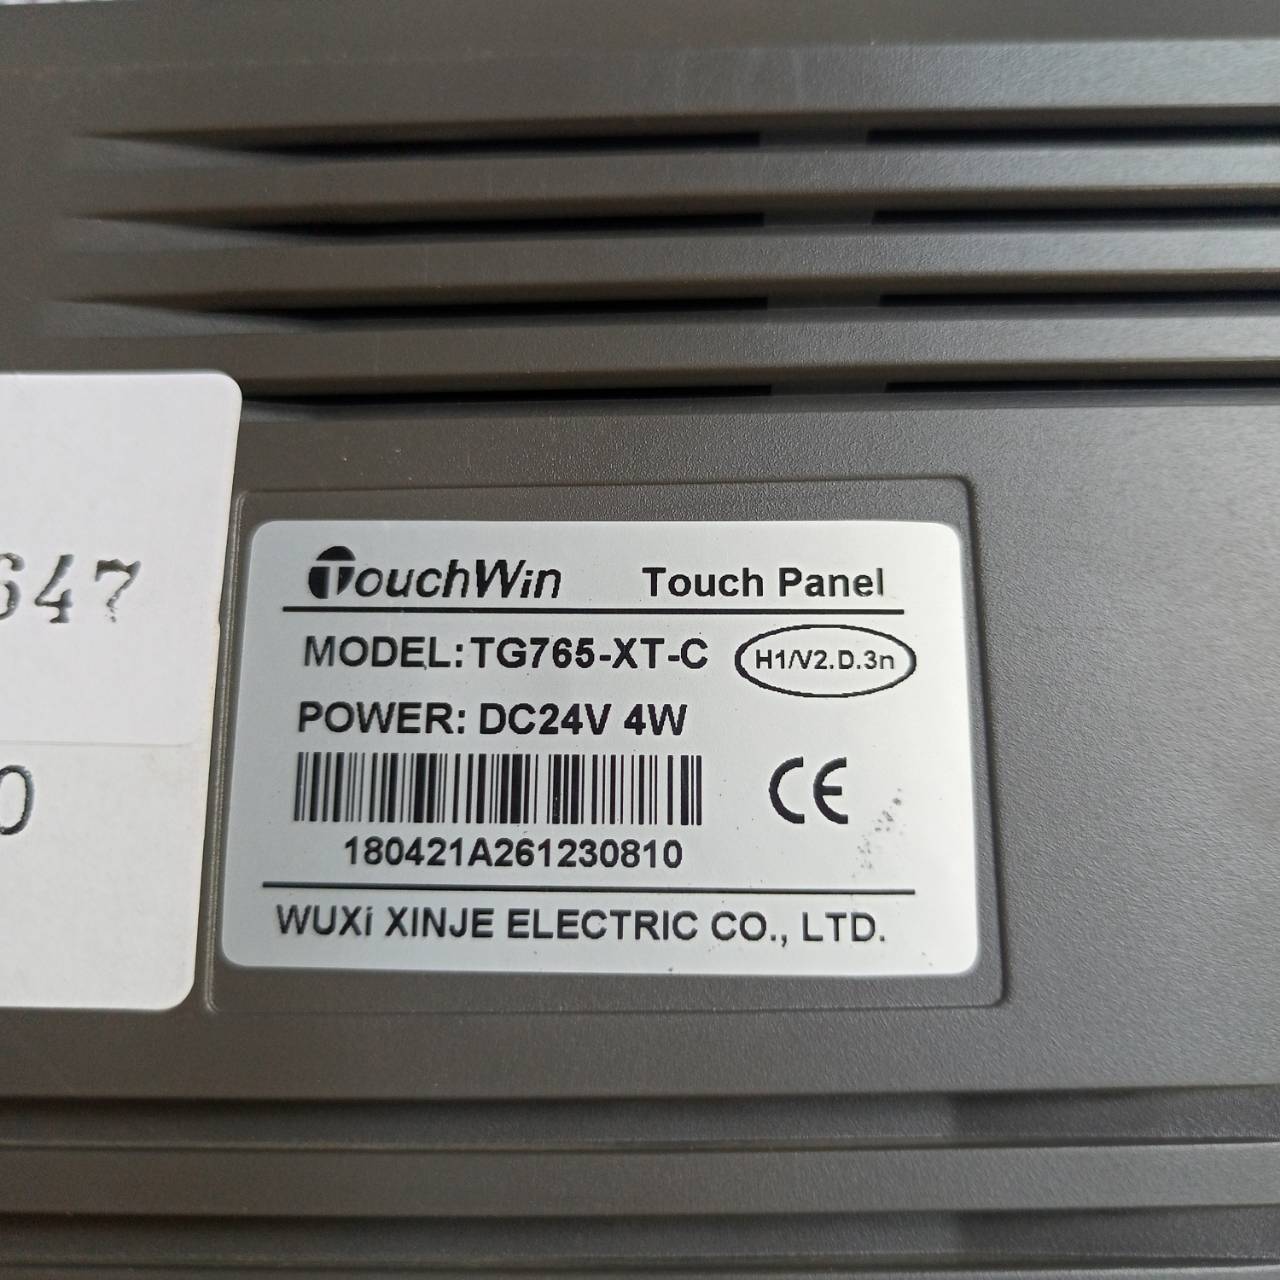 647
0
TouchWin Touch Panel
MODEL: TG765-XT-C H1/V2.D.3n
POWER: DC24V 4W
CE
180421A261230810
WUXi XINJE ELECTRIC CO., LTD.